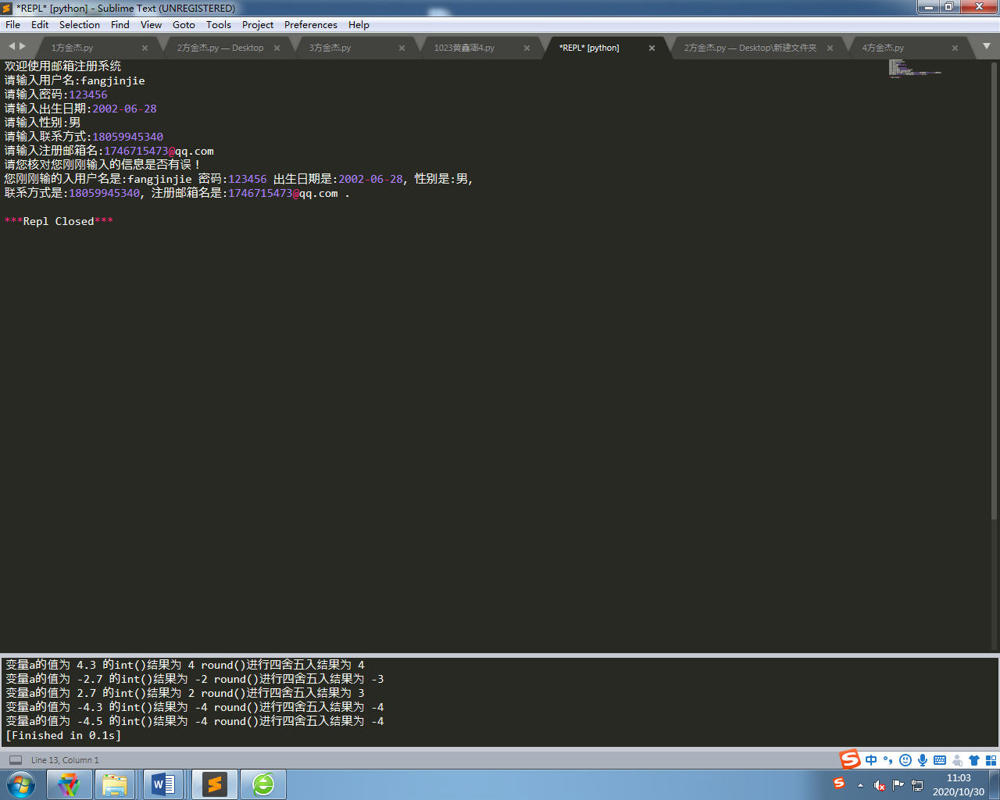 *REPL* [python] - Sublime Text (UNREGISTERED)
File Edit Selection Find View Goto Tools Project Preferences Help
1方金杰.py 2方金杰.py — Desktop 3方金杰.py 1023黄鑫涵4.py *REPL* [python] 2方金杰.py — Desktop\新建文件夹 4方金杰.py
欢迎使用邮箱注册系统
请输入用户名:fangjinjie
请输入密码:123456
请输入出生日期:2002-06-28
请输入性别:男
请输入联系方式:18059945340
请输入注册邮箱名:1746715473@qq.com
请您核对您刚刚输入的信息是否有误！
您刚刚输的入用户名是:fangjinjie 密码:123456 出生日期是:2002-06-28, 性别是:男,
联系方式是:18059945340, 注册邮箱名是:1746715473@qq.com .
***Repl Closed***
变量a的值为 4.3 的int()结果为 4 round()进行四舍五入结果为 4
变量a的值为 -2.7 的int()结果为 -2 round()进行四舍五入结果为 -3
变量a的值为 2.7 的int()结果为 2 round()进行四舍五入结果为 3
变量a的值为 -4.3 的int()结果为 -4 round()进行四舍五入结果为 -4
变量a的值为 -4.5 的int()结果为 -4 round()进行四舍五入结果为 -4
[Finished in 0.1s]
Line 13, Column 1
中
11:03
2020/10/30